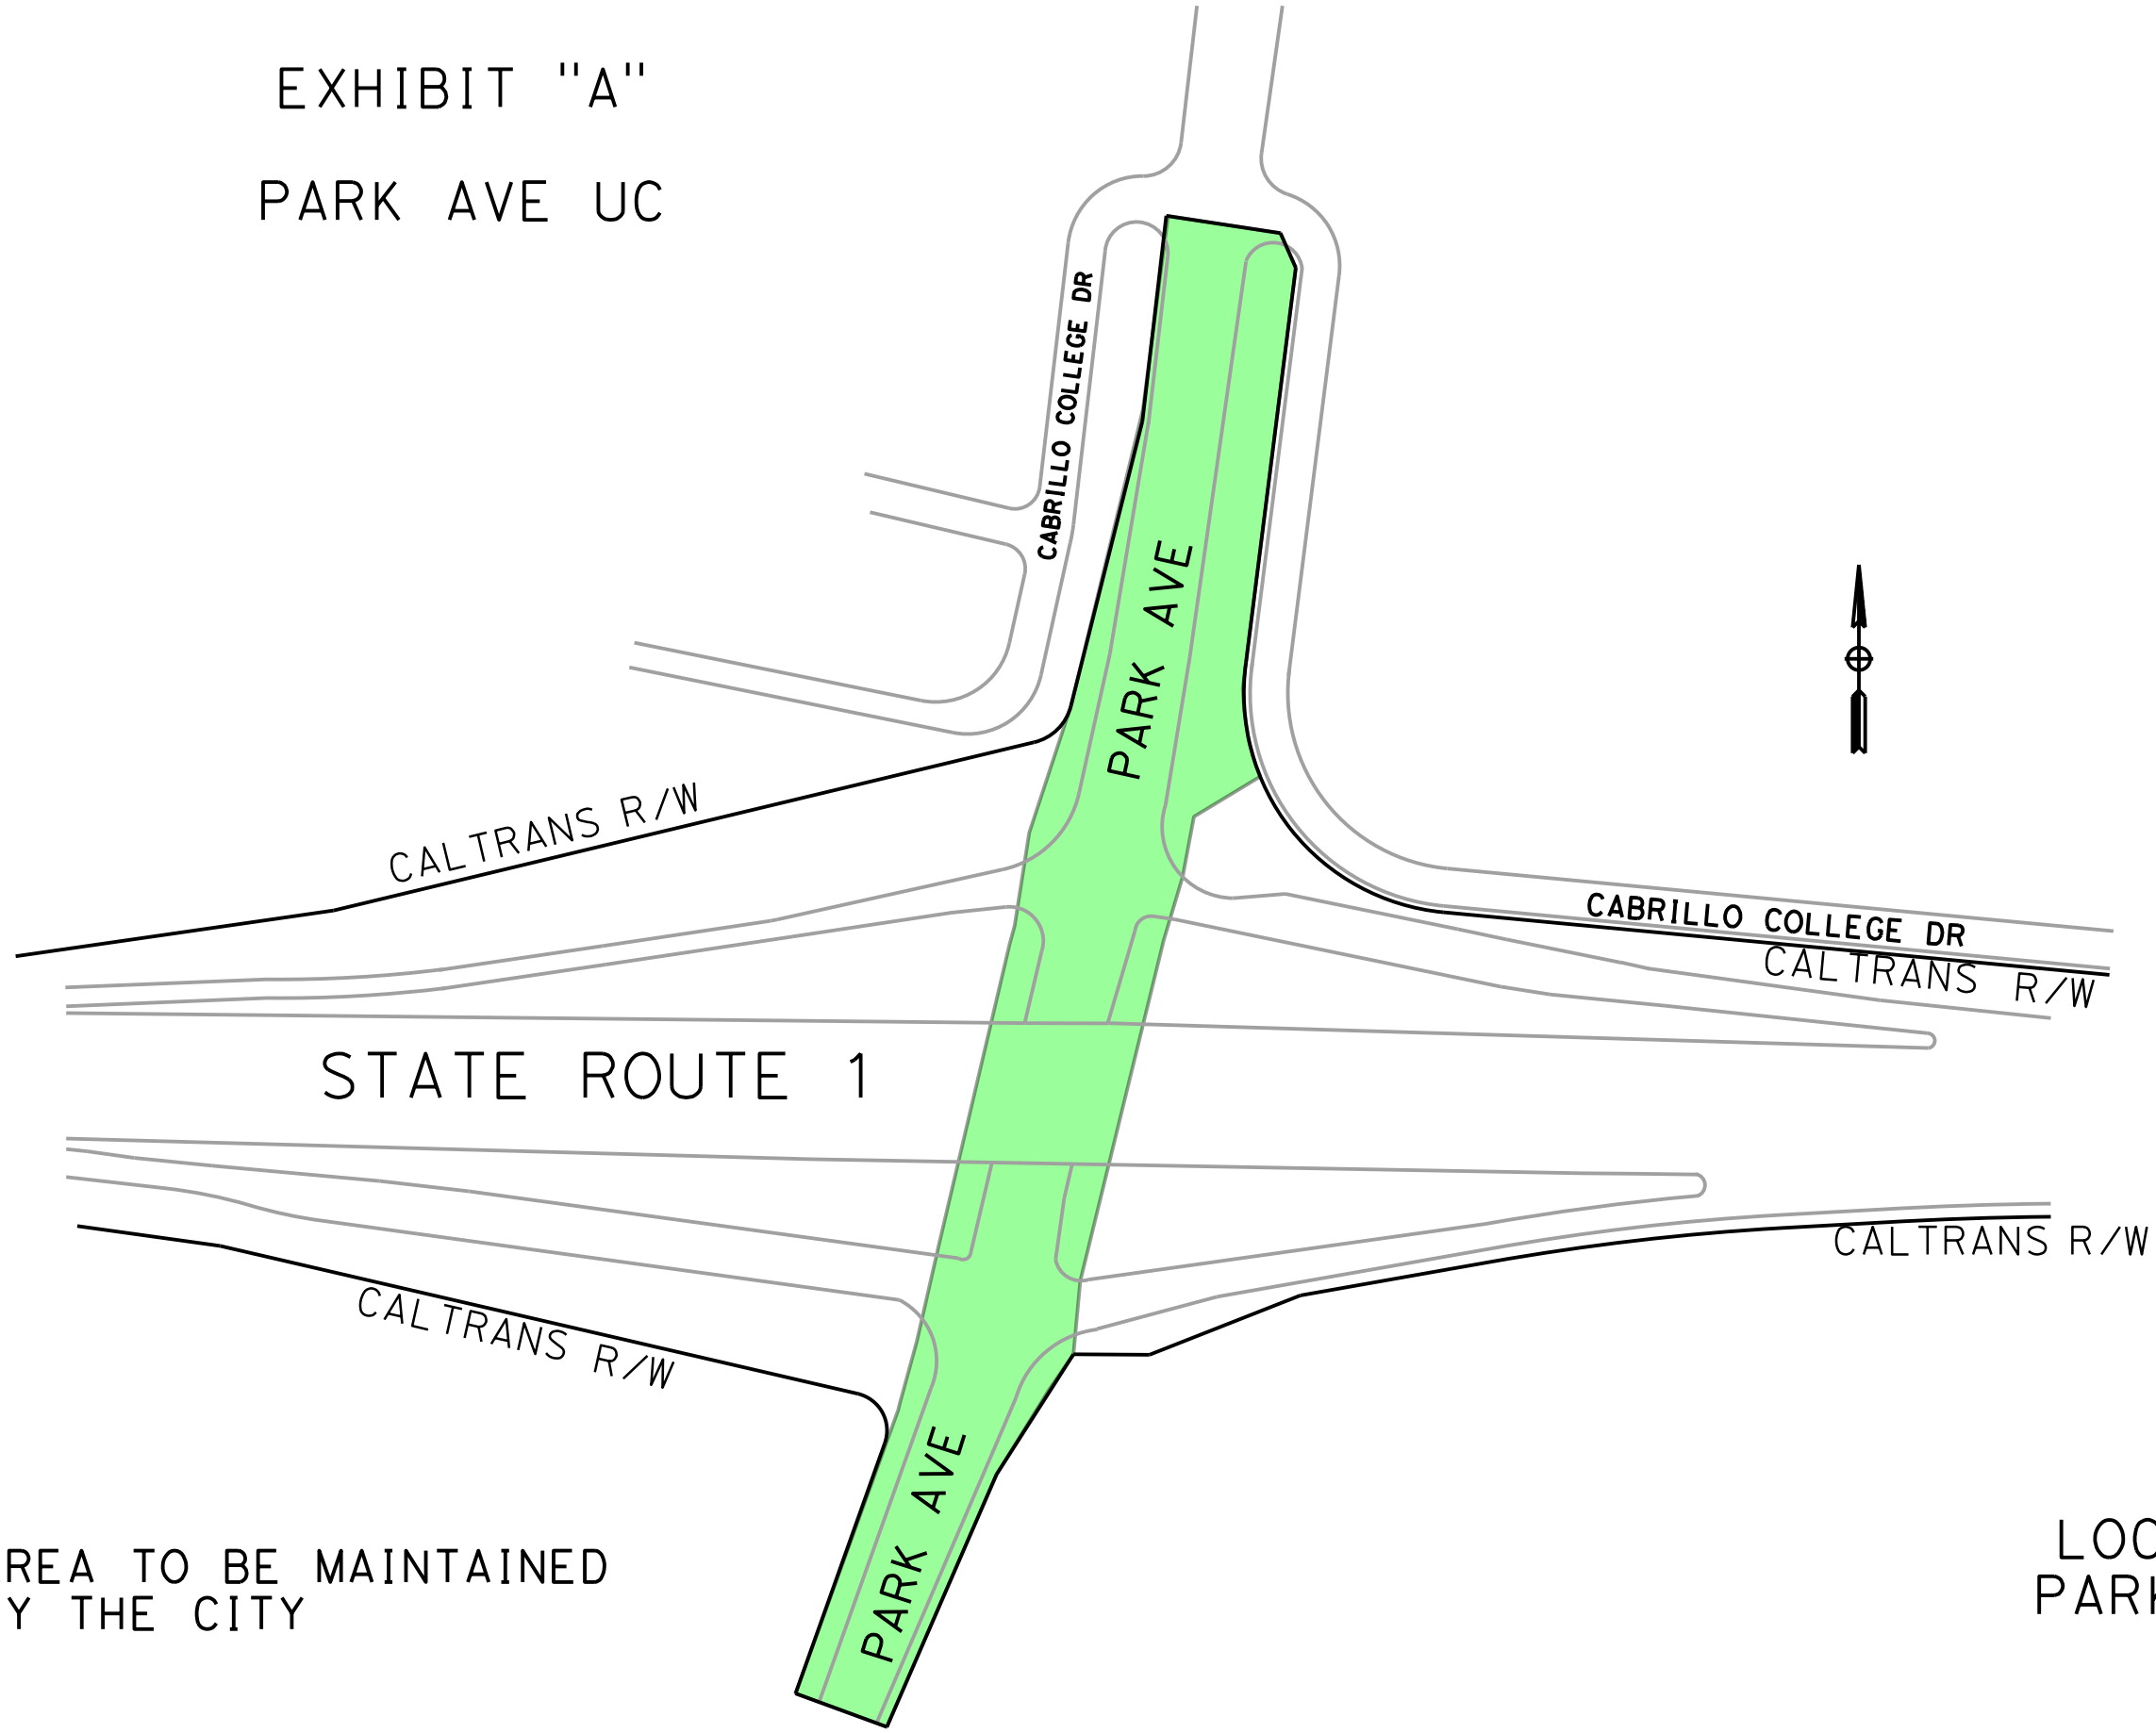 EXHIBIT "A"
PARK AVE UC
CABRILLO COLLEGE DR
PARK AVE
CALTRANS R/W
CABRILLO COLLEGE DR
CALTRANS R/W
STATE ROUTE 1
CALTRANS R/W
CALTRANS R/W
PARK AVE
REA TO BE MAINTAINED
Y THE CITY
LOC
PARK